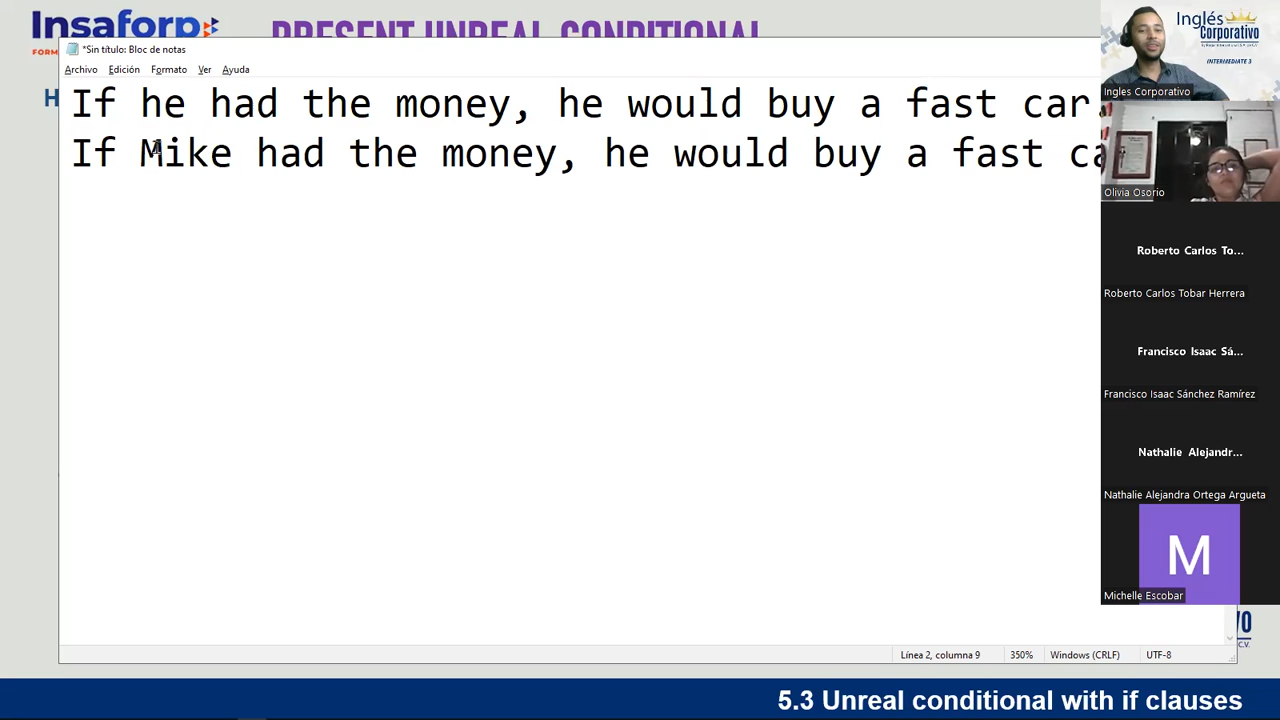 Insaforp
FORM
PRESENT UNREAL CONDITIONAL
H
*Sin título: Bloc de notas
Archivo Edición Formato Ver Ayuda
If he had the money, he would buy a fast car.
If Mike had the money, he would buy a fast ca
Línea 2, columna 9 350% Windows (CRLF) UTF-8
Inglés
Corporativo
INTERMEDIATE 3
Ingles Corporativo
Olivia Osorio
Roberto Carlos To...
Roberto Carlos Tobar Herrera
Francisco Isaac Sá...
Francisco Isaac Sánchez Ramírez
Nathalie Alejandr...
Nathalie Alejandra Ortega Argueta
M
Michelle Escobar
VO
C.V.
5.3 Unreal conditional with if clauses